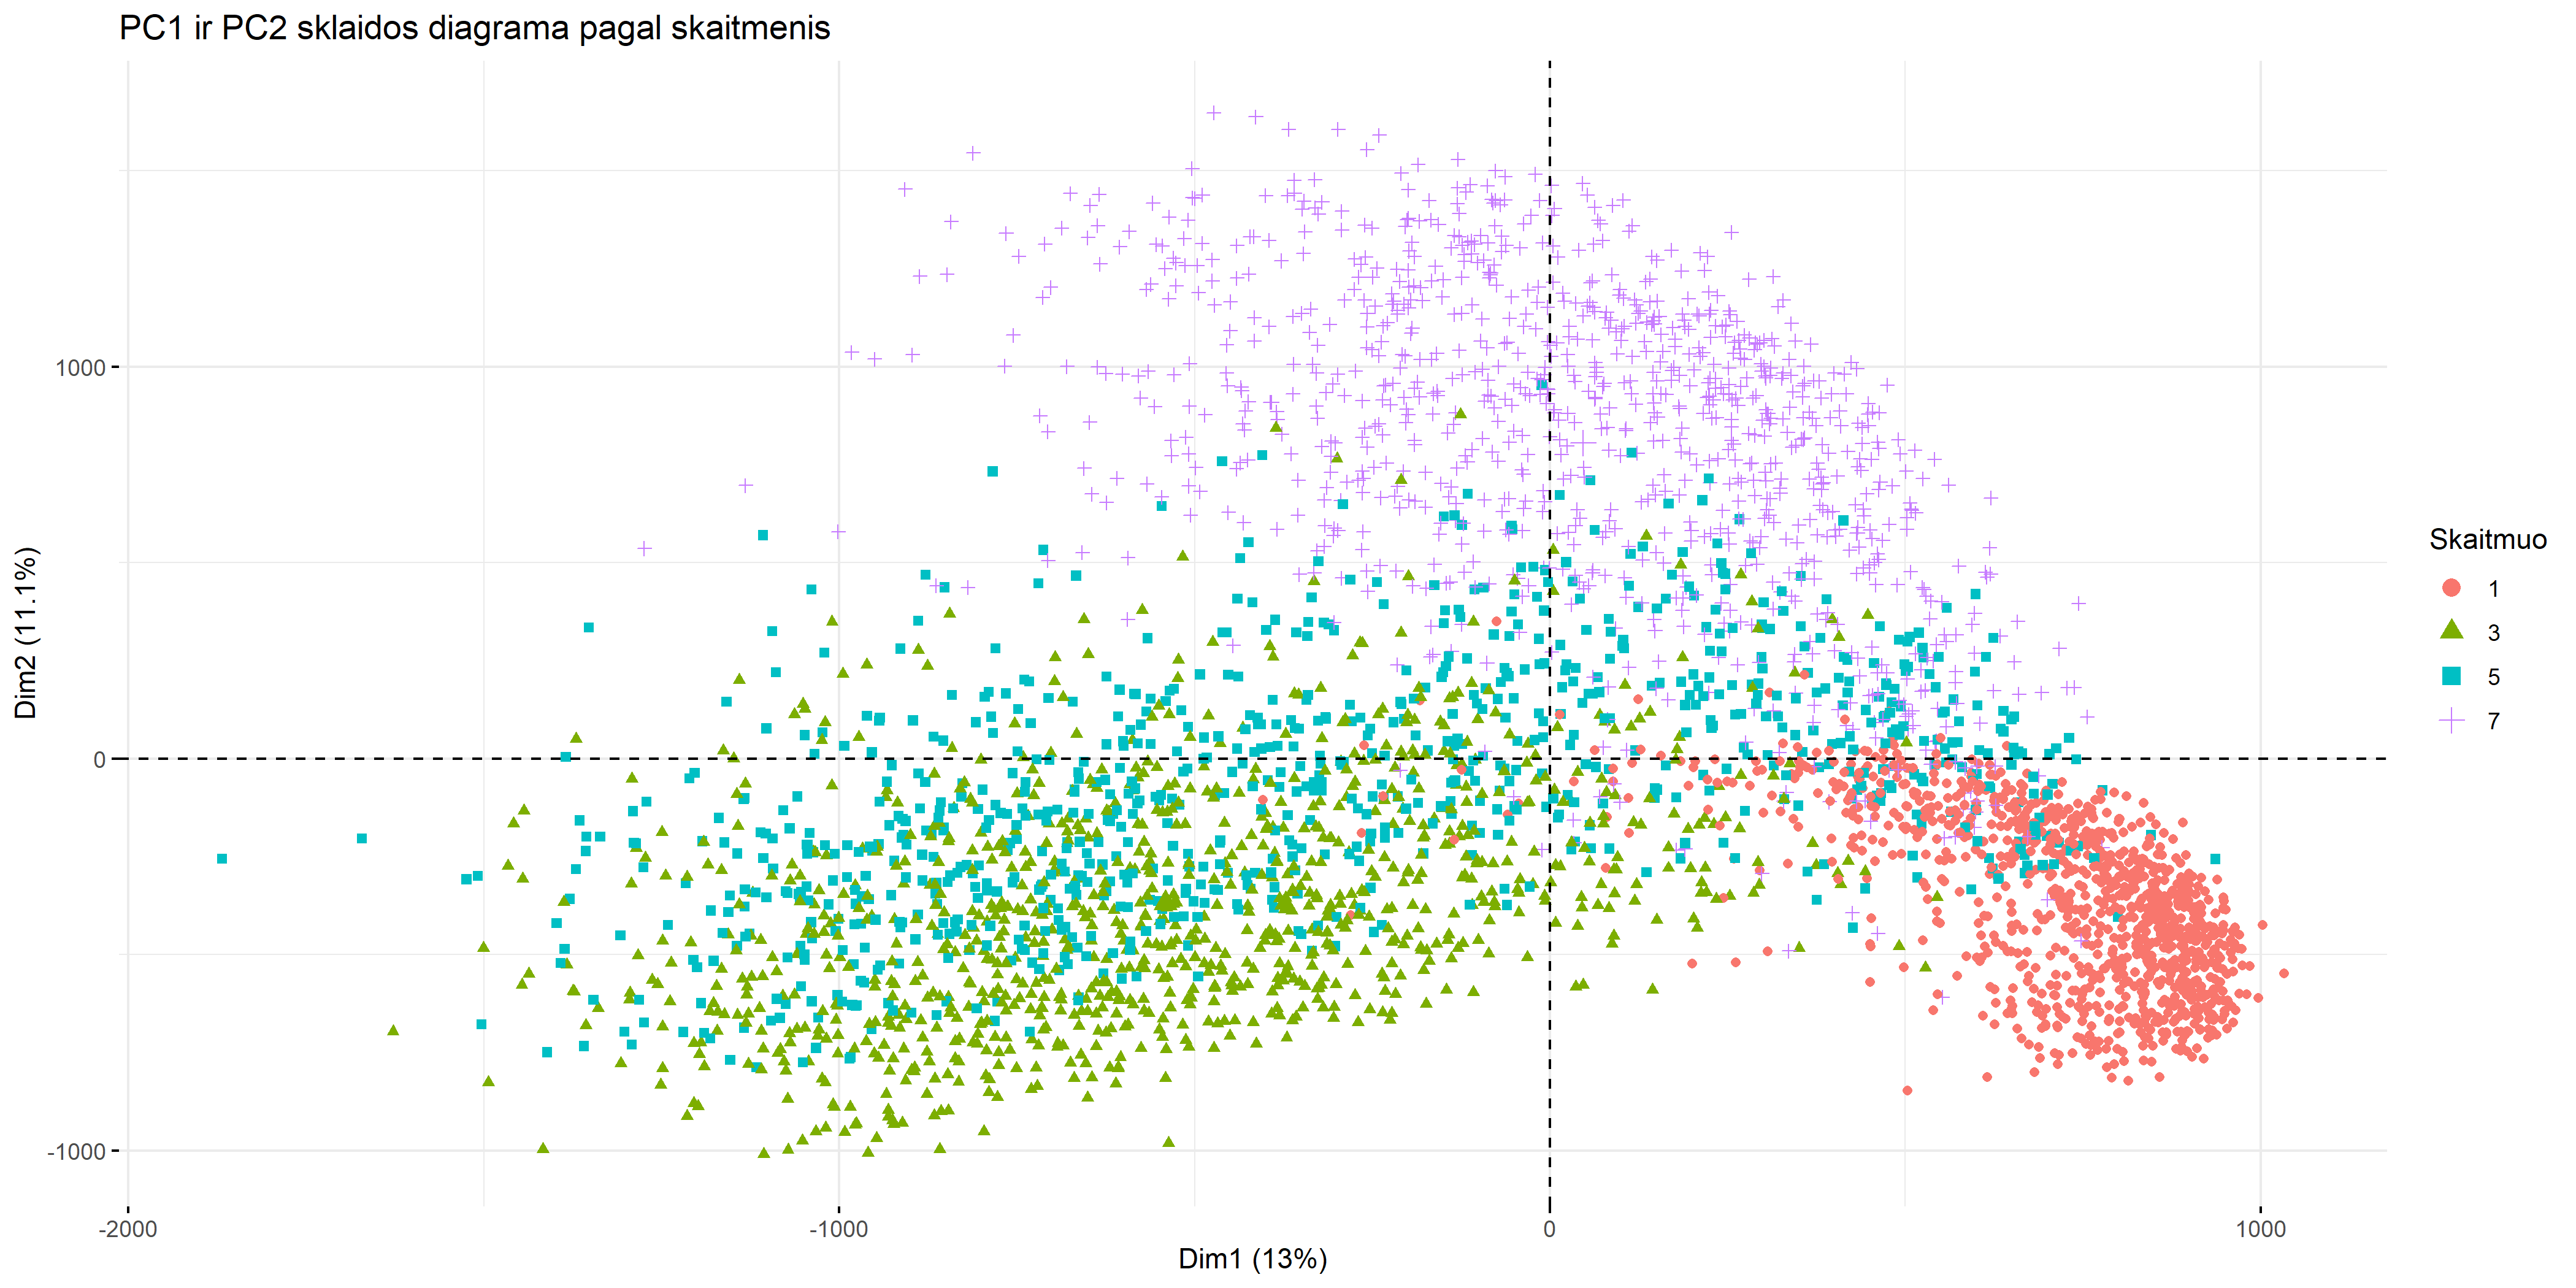 PC1 ir PC2 sklaidos diagrama pagal skaitmenis
Dim2 (11.1%)
1000
0
-1000
-2000
-1000
0
1000
Dim1 (13%)
Skaitmuo
1
3
5
7